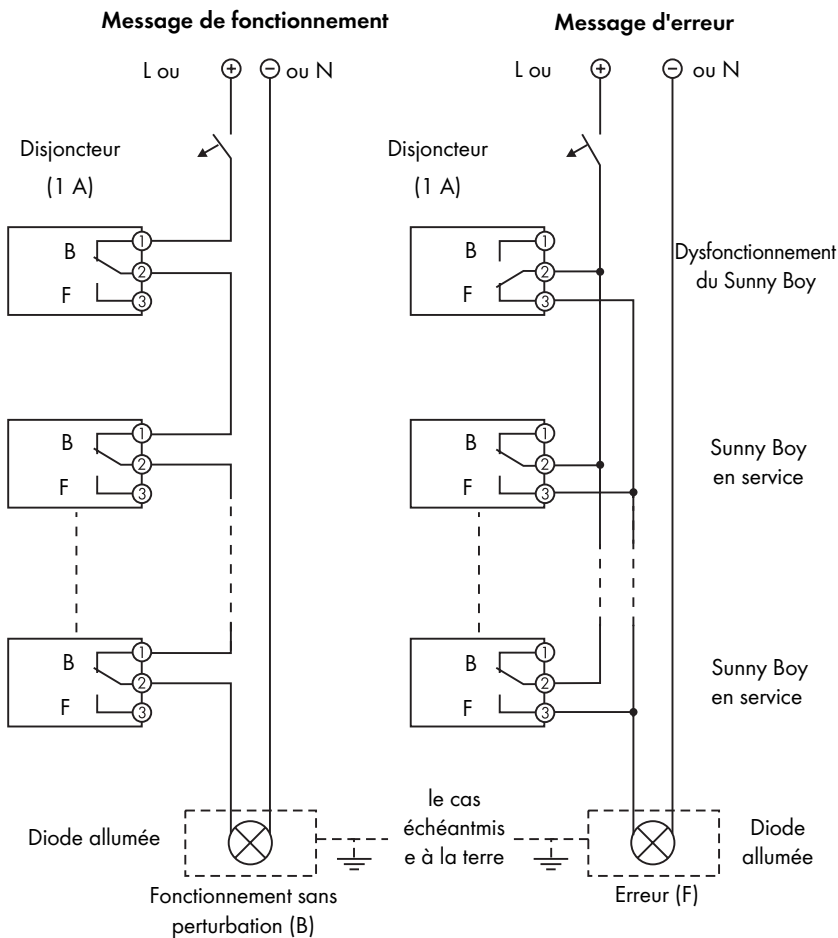 Message de fonctionnement
Message d'erreur
L ou + − ou N
L ou + − ou N
Disjoncteur
(1 A)
Disjoncteur
(1 A)
B
F
1
2
3
B
F
1
2
3
Dysfonctionnement
du Sunny Boy
B
F
1
2
3
B
F
1
2
3
Sunny Boy
en service
B
F
1
2
3
B
F
1
2
3
Sunny Boy
en service
Diode allumée
le cas
échéantmis
e à la terre
Diode
allumée
Fonctionnement sans
perturbation (B)
Erreur (F)